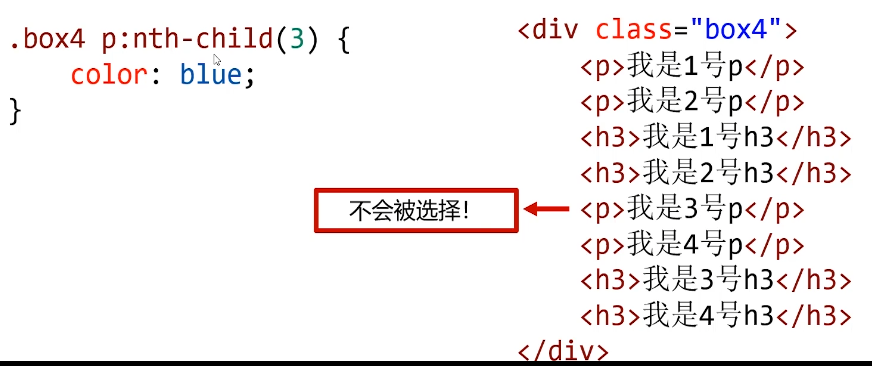 .box4 p:nth-child(3) {
    color: blue;
}
<div class="box4">
    <p>我是1号p</p>
    <p>我是2号p</p>
    <h3>我是1号h3</h3>
    <h3>我是2号h3</h3>
    <p>我是3号p</p>
    <p>我是4号p</p>
    <h3>我是3号h3</h3>
    <h3>我是4号h3</h3>
</div>
不会被选择！